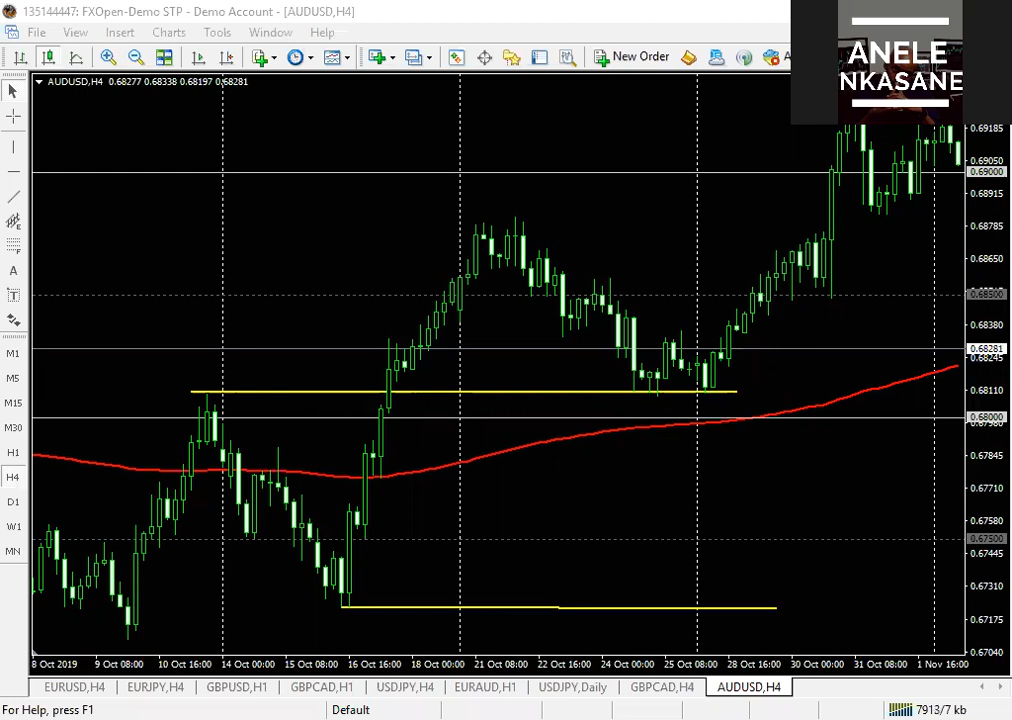 135144447: FXOpen-Demo STP - Demo Account - [AUDUSD,H4]
File View Insert Charts Tools Window Help
New Order A
ANELE
NKASANE
AUDUSD,H4 0.68277 0.68338 0.68197 0.68281
0.69185
0.69050
0.69000
0.68915
0.68785
0.68650
0.68500
0.68380
0.68281
0.68245
0.68110
0.68000
0.67980
0.67845
0.67710
0.67580
0.67500
0.67445
0.67310
0.67175
0.67040
A
T
M1
M5
M15
M30
H1
H4
D1
W1
MN
8 Oct 2019 9 Oct 08:00 10 Oct 16:00 14 Oct 00:00 15 Oct 08:00 16 Oct 16:00 18 Oct 00:00 21 Oct 08:00 22 Oct 16:00 24 Oct 00:00 25 Oct 08:00 28 Oct 16:00 30 Oct 00:00 31 Oct 08:00 1 Nov 16:00
EURUSD,H4 EURJPY,H4 GBPUSD,H1 GBPCAD,H1 USDJPY,H4 EURAUD,H1 USDJPY,Daily GBPCAD,H4 AUDUSD,H4
For Help, press F1 Default 7913/7 kb